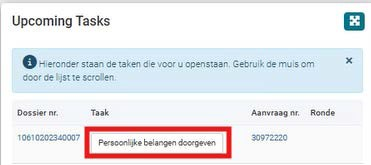 Upcoming Tasks
Hieronder staan de taken die voor u openstaan. Gebruik de muis om
door de lijst te scrollen.
Dossier nr. Taak Aanvraag nr. Ronde
10610202340007 Persoonlijke belangen doorgeven 30972220